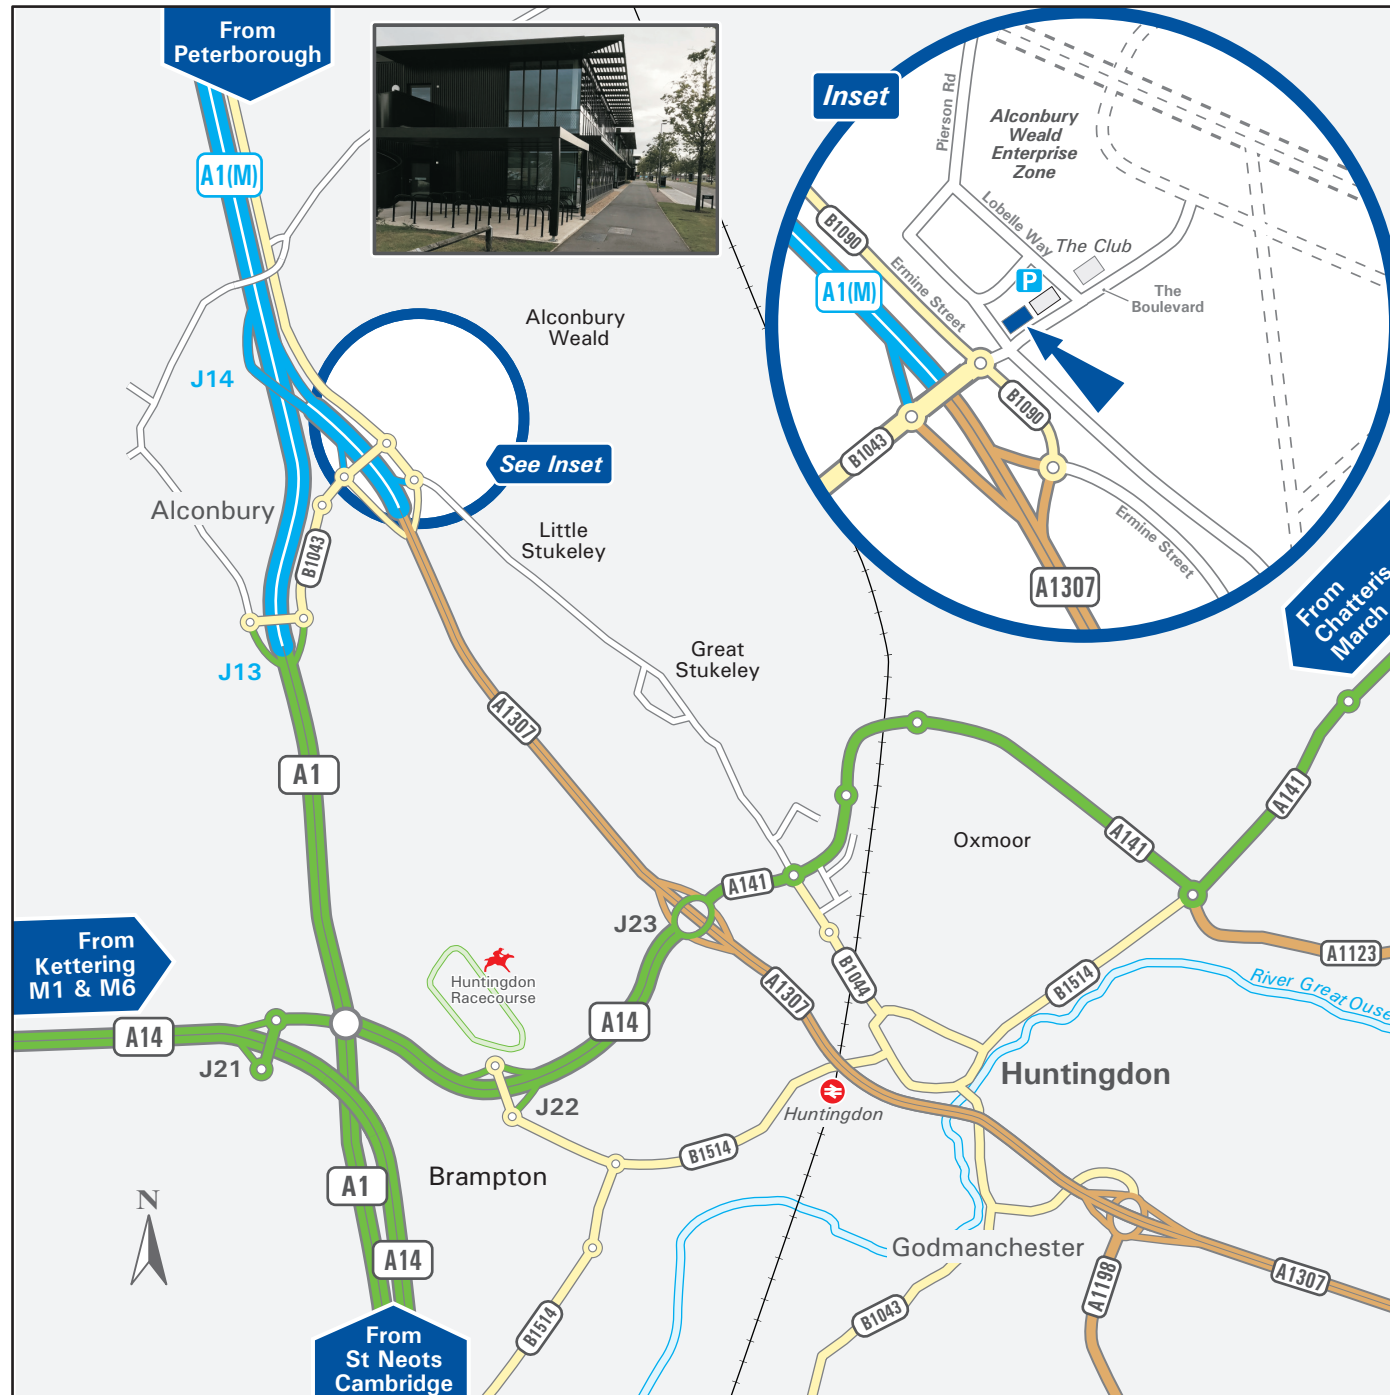 From
Peterborough
A1(M)
Inset
Pierson Rd
Alconbury
Weald
Enterprise
Zone
Lobelle Way
The Club
P
The
Boulevard
B1090
Ermine Street
A1(M)
B1090
B1043
Ermine Street
A1307
Alconbury
Weald
J14
See Inset
Alconbury
Little
Stukeley
B1043
From
Chatteris
March
J13
Great
Stukeley
A1307
A1
A141
A141
Oxmoor
A141
J23
From
Kettering
M1 & M6
Huntingdon
Racecourse
A1307
B1044
B1514
A1123
River Great Ouse
A14
A14
J21
J22
Huntingdon
Huntingdon
B1514
Brampton
A1
N
A14
Godmanchester
A1198
A1307
B1043
B1514
From
St Neots
Cambridge